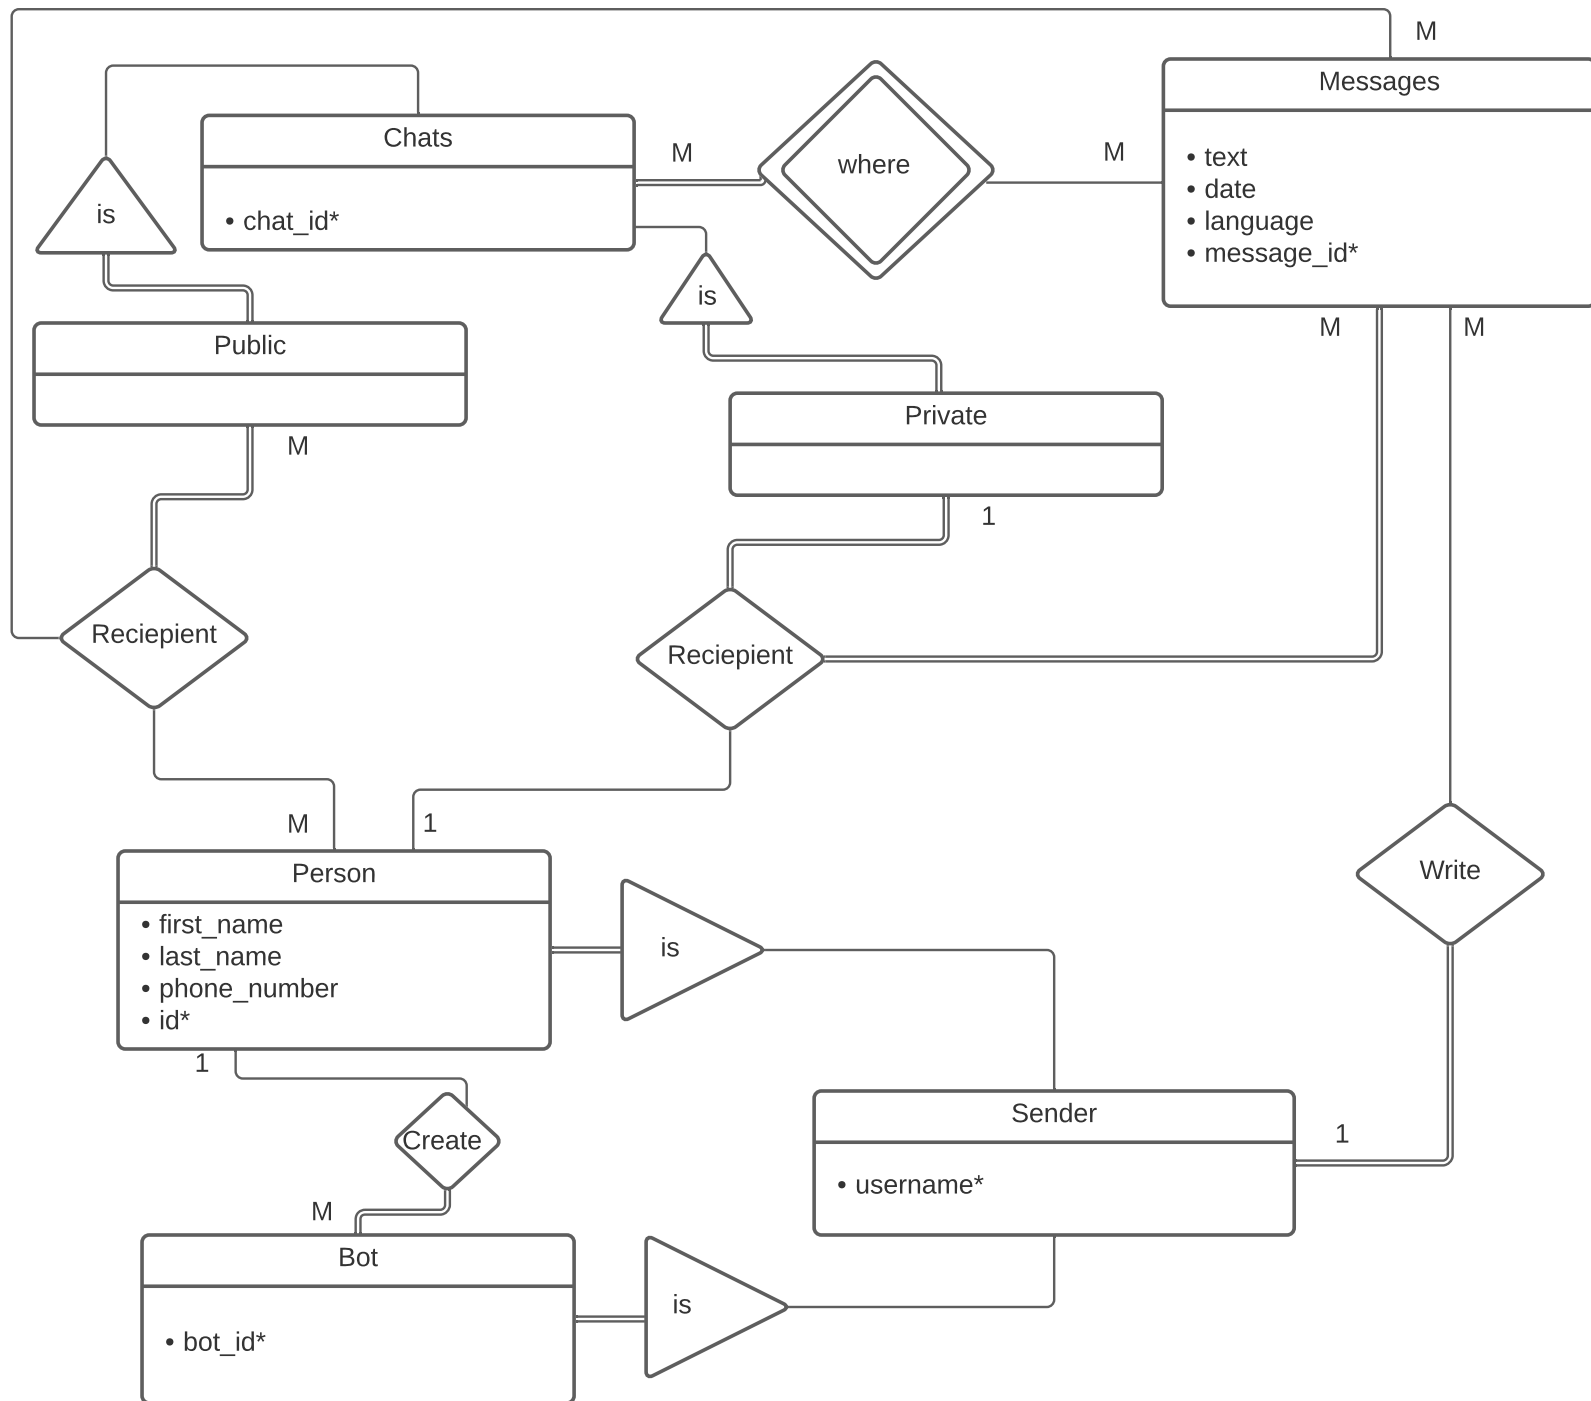 M
Messages
Chats
M
where
M
• text
• date
• language
• message_id*
is
• chat_id*
is
M
M
Public
Private
M
1
Reciepient
Reciepient
M
1
Person
Write
• first_name
• last_name
• phone_number
• id*
is
1
Create
Sender
1
• username*
M
Bot
is
• bot_id*